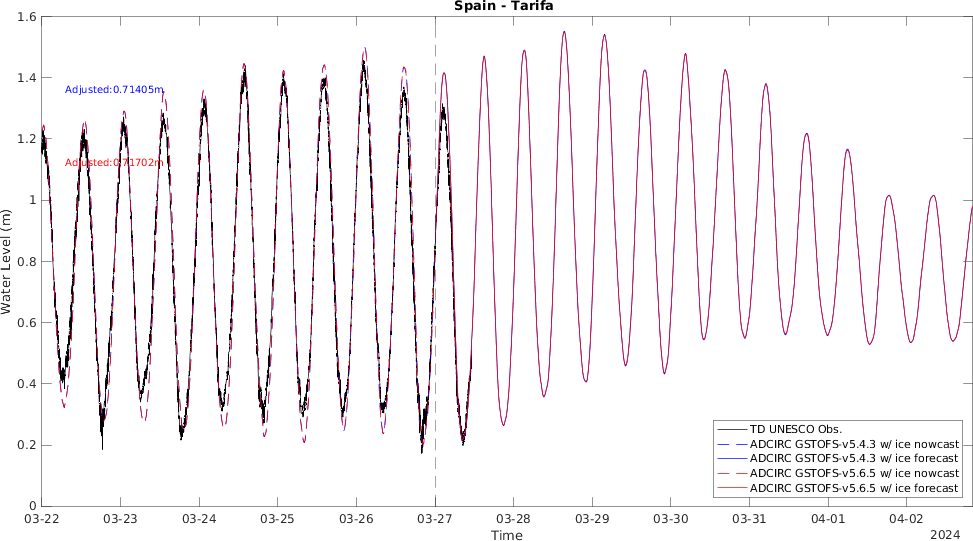 Spain - Tarifa
1.6
1.4
1.2
1
0.8
0.6
0.4
0.2
0
Water Level (m)
Adjusted:0.71405m
Adjusted:0.71702m
TD UNESCO Obs.
ADCIRC GSTOFS-v5.4.3 w/ ice nowcast
ADCIRC GSTOFS-v5.4.3 w/ ice forecast
ADCIRC GSTOFS-v5.6.5 w/ ice nowcast
ADCIRC GSTOFS-v5.6.5 w/ ice forecast
03-22 03-23 03-24 03-25 03-26 03-27 03-28 03-29 03-30 03-31 04-01 04-02
Time
2024